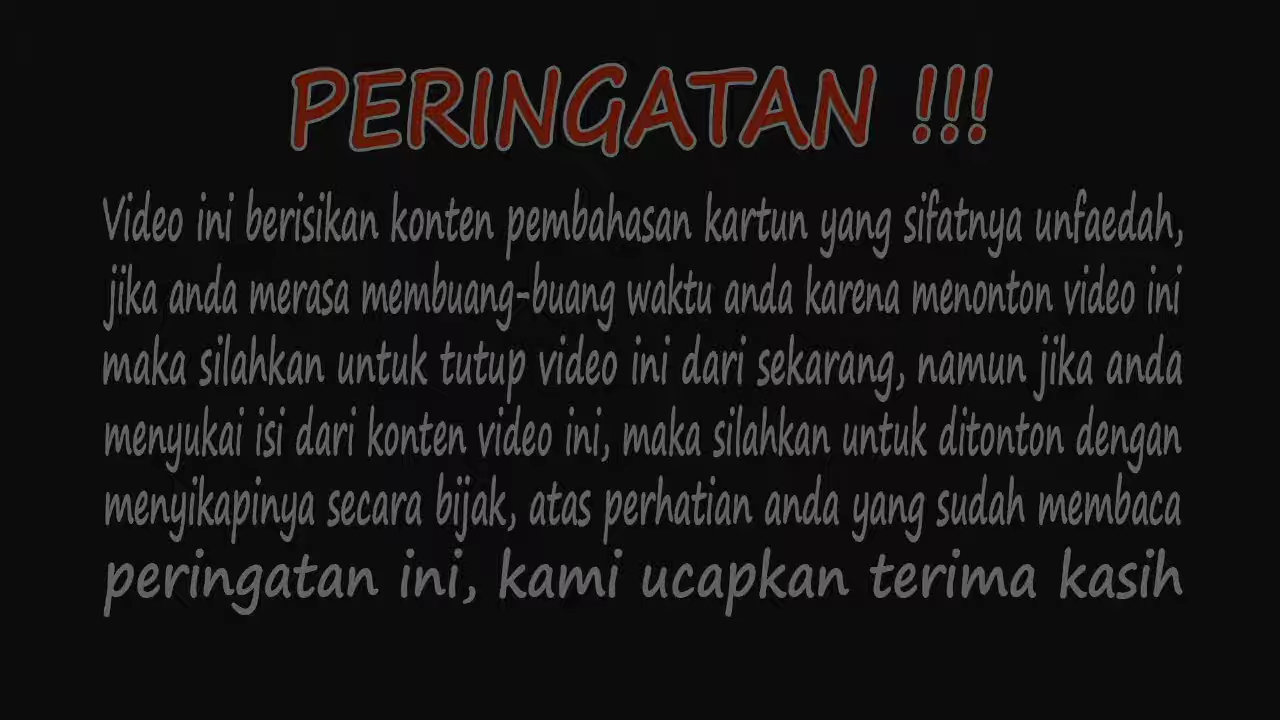 PERINGATAN !!!
Video ini berisikan konten pembahasan kartun yang sifatnya unfaedah,
jika anda merasa membuang-buang waktu anda karena menonton video ini
maka silahkan untuk tutup video ini dari sekarang, namun jika anda
menyukai isi dari konten video ini, maka silahkan untuk ditonton dengan
menyikapinya secara bijak, atas perhatian anda yang sudah membaca
peringatan ini, kami ucapkan terima kasih